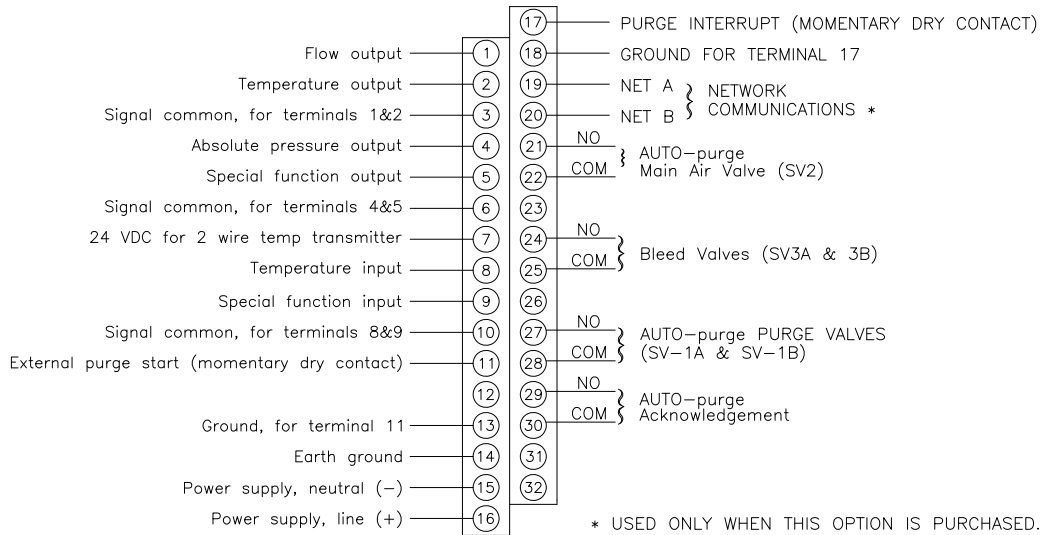 17 PURGE INTERRUPT (MOMENTARY DRY CONTACT)
Flow output 1 18 GROUND FOR TERMINAL 17
Temperature output 2 19 NET A
NETWORK
COMMUNICATIONS *
Signal common, for terminals 1&2 3 20 NET B
Absolute pressure output 4 21 NO
AUTO-purge
Main Air Valve (SV2)
Special function output 5 22 COM
Signal common, for terminals 4&5 6 23
24 VDC for 2 wire temp transmitter 7 24 NO
Bleed Valves (SV3A & 3B)
Temperature input 8 25 COM
Special function input 9 26
Signal common, for terminals 8&9 10 27 NO
AUTO-purge PURGE VALVES
(SV-1A & SV-1B)
External purge start (momentary dry contact) 11 28 COM
12 29 NO
AUTO-purge
Acknowledgement
Ground, for terminal 11 13 30 COM
Earth ground 14 31
Power supply, neutral (-) 15 32
Power supply, line (+) 16
* USED ONLY WHEN THIS OPTION IS PURCHASED.